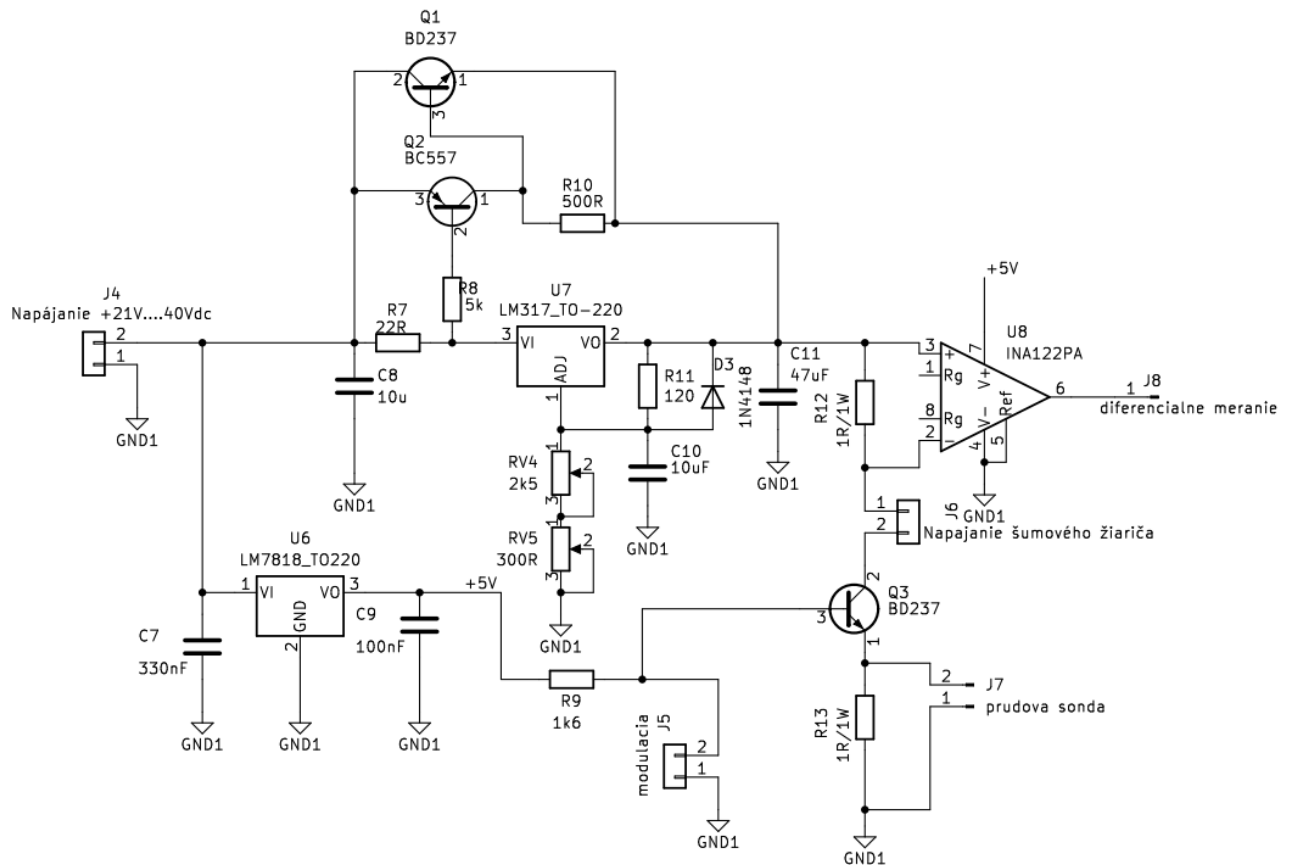 Q1
BD237
2
1
3
Q2
BC557
3
1
2
R10
500R
J4
Napájanie +21V....40Vdc
2
1
GND1
R7
22R
R8
5k
U7
LM317_TO-220
3 VI
VO 2
ADJ
1
C8
10u
GND1
R11
120
D3
1N4148
C11
47uF
GND1
R12
1R/1W
+5V
U8
INA122PA
3
+
1
Rg
8
Rg
2
-
7
V+
V-
4
Ref
5
6
GND1
1
J8
diferencialne meranie
RV4
2k5
1
2
3
RV5
300R
1
2
3
GND1
C10
10uF
GND1
1
2
J6
Napajanie šumového žiariča
U6
LM7818_TO220
1 VI
VO 3
GND
2
GND1
C7
330nF
GND1
C9
100nF
GND1
+5V
R9
1k6
J5
modulacia
2
1
GND1
Q3
BD237
2
3
1
R13
1R/1W
2
1
J7
prudova sonda
GND1